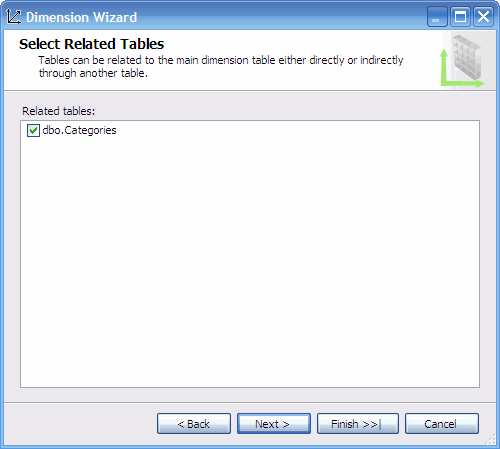 Dimension Wizard
Select Related Tables
Tables can be related to the main dimension table either directly or indirectly
through another table.
Related tables:
dbo.Categories
< Back Next > Finish >>| Cancel